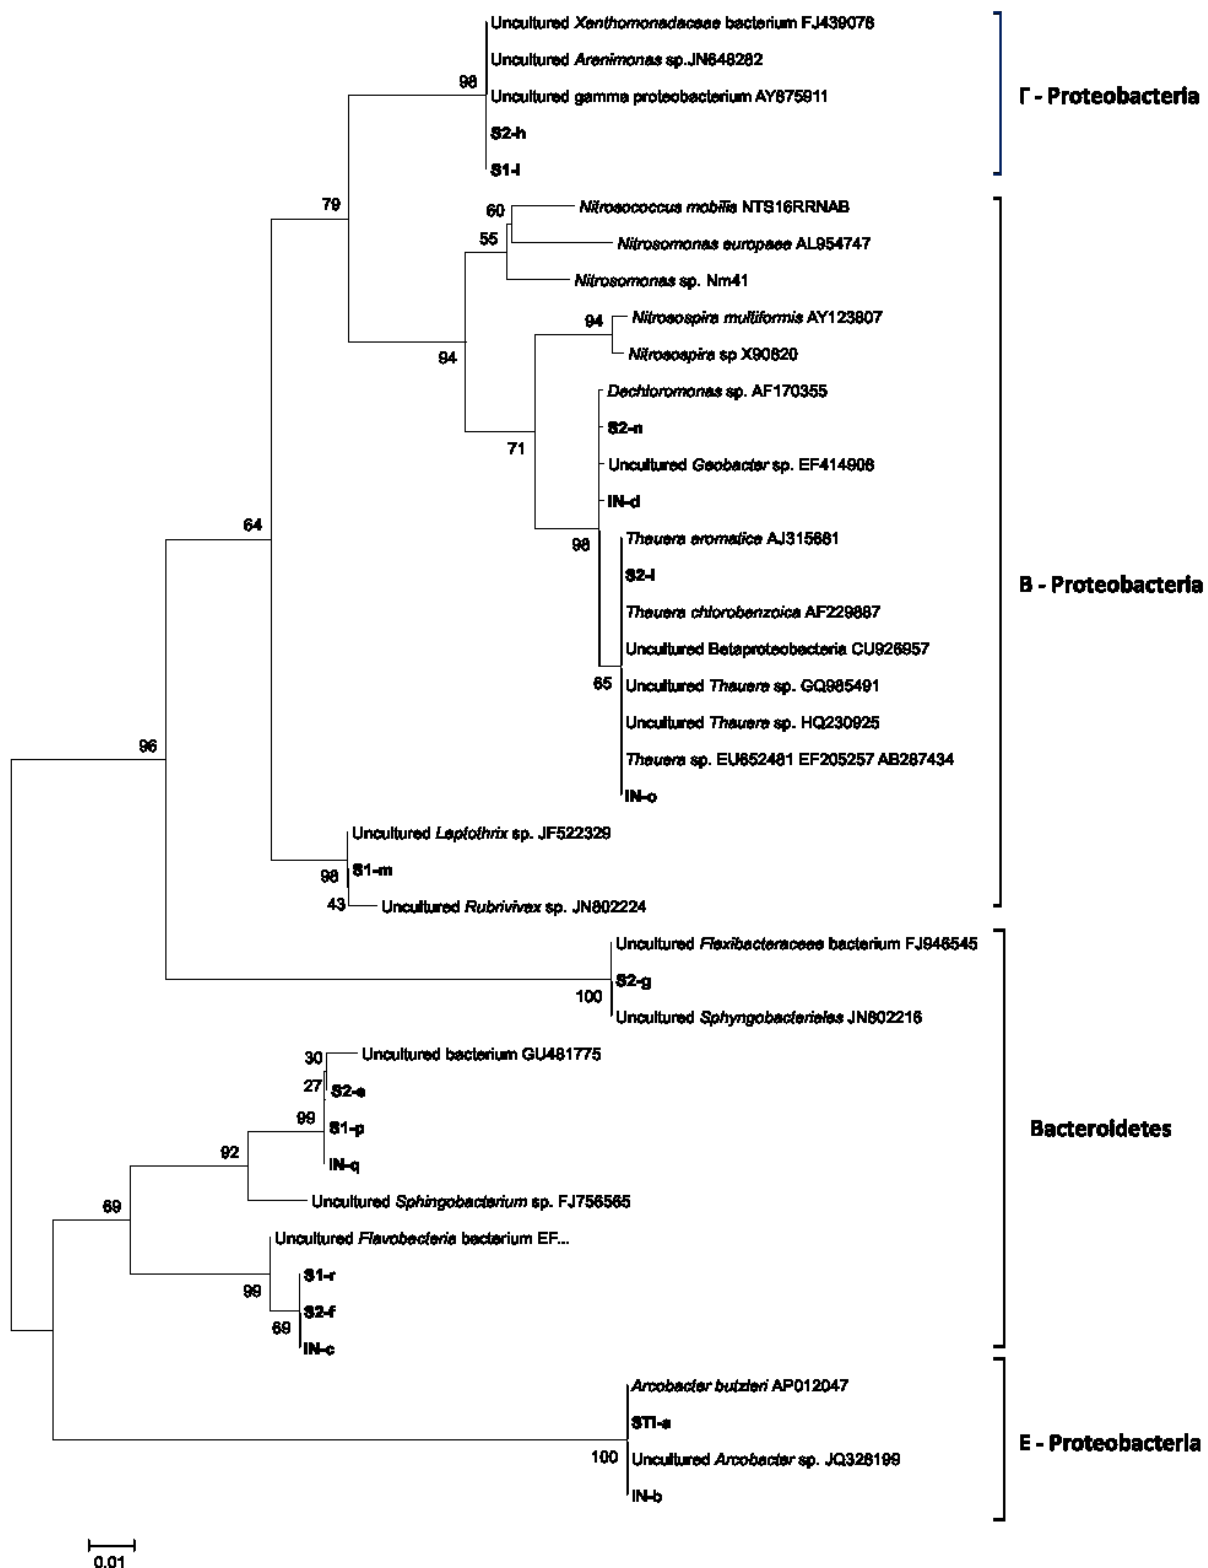 Uncultured Xanthomonadaceae bacterium FJ439078
Uncultured Arenimonas sp.JN648282
98
Uncultured gamma proteobacterium AY875911
Γ - Proteobacteria
S2-h
S1-i
79
Nitrosococcus mobilis NTS16RRNAB
60
55
Nitrosomonas europaea AL954747
Nitrosomonas sp. Nm41
94
Nitrosospira multiformis AY123807
94
Nitrosospira sp X90820
Dechloromonas sp. AF170355
S2-n
71
Uncultured Geobacter sp. EF414908
IN-d
64
98
Thauera aromatica AJ315681
S2-l
B - Proteobacteria
Thauera chlorobenzoica AF229887
Uncultured Betaproteobacteria CU926957
65
Uncultured Thauera sp. GQ985491
Uncultured Thauera sp. HQ230925
96
Thauera sp. EU652481 EF205257 AB287434
IN-o
Uncultured Leptothrix sp. JF522329
98
S1-m
43
Uncultured Rubrivivax sp. JN802224
Uncultured Flexibacteraceae bacterium FJ946545
S2-g
100
Uncultured Sphyngobacteriales JN802216
30
Uncultured bacterium GU481775
27
S2-e
99
S1-p
Bacteroidetes
92
IN-q
69
Uncultured Sphingobacterium sp. FJ756565
Uncultured Flavobacteria bacterium EF...
99
S1-r
S2-f
69
IN-c
Arcobacter butzleri AP012047
STI-a
100
Uncultured Arcobacter sp. JQ328199
E - Proteobacteria
IN-b
0.01